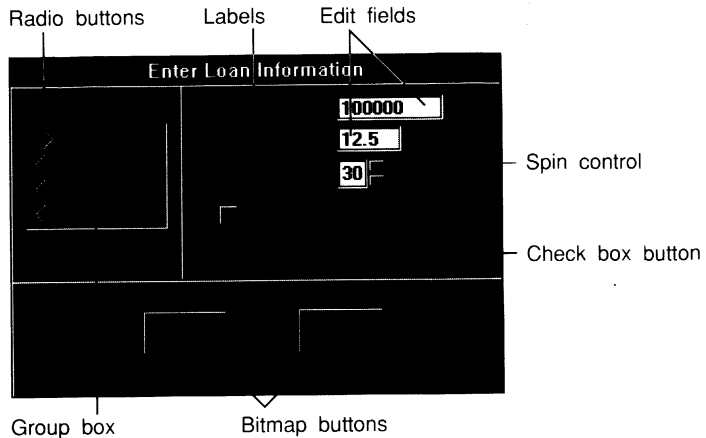 Radio buttons Labels Edit fields
Enter Loan Information
100000
12.5
30
Spin control
Check box button
Group box Bitmap buttons